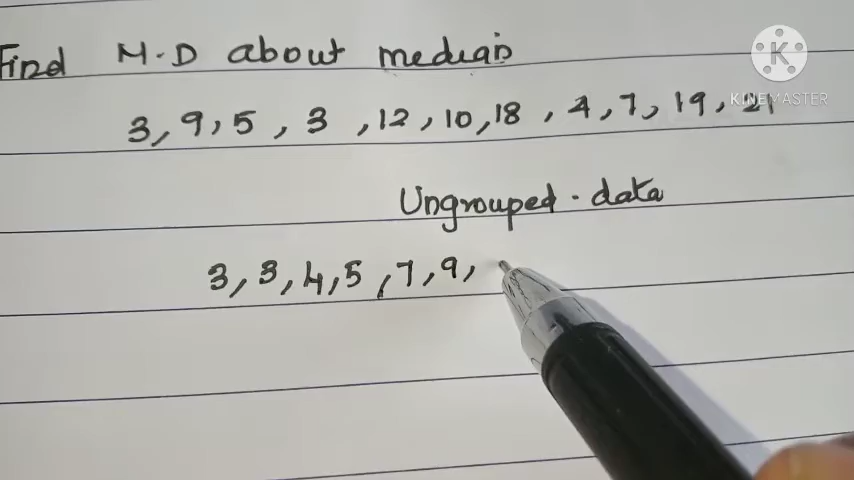 Find M.D about median
3, 9, 5, 3, 12, 10, 18, 4, 7, 19, 21
Ungrouped. data
3, 3, 4, 5, 7, 9,
K
KINEMASTER